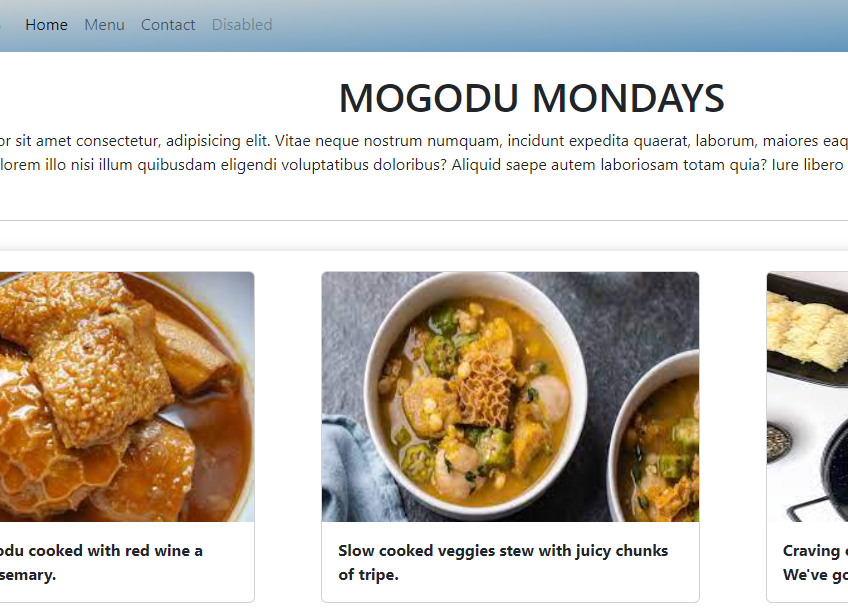 Home Menu Contact Disabled
MOGODU MONDAYS
or sit amet consectetur, adipisicing elit. Vitae neque nostrum numquam, incidunt expedita quaerat, laborum, maiores eaq
lorem illo nisi illum quibusdam eligendi voluptatibus doloribus? Aliquid saepe autem laboriosam totam quia? Iure libero
odu cooked with red wine a
semary.
Slow cooked veggies stew with juicy chunks
of tripe.
Craving
We've go